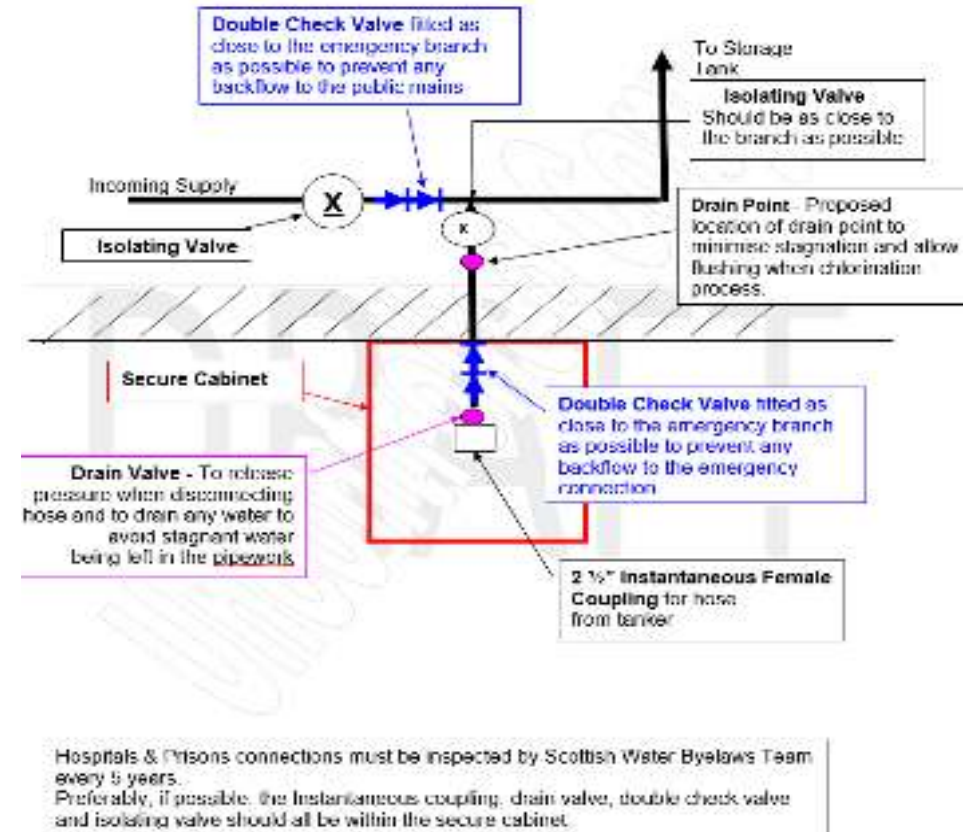 Double Check Valve fitted as
close to the emergency branch
as possible to prevent any
backflow to the public mains
To Storage
Tank
Isolating Valve
Should be as close to
the branch as possible
Incoming Supply
X
Isolating Valve
x
Drain Point - Proposed
location of drain point to
minimise stagnation and allow
flushing when chlorination
process.
Secure Cabinet
Double Check Valve fitted as
close to the emergency branch
as possible to prevent any
backflow to the emergency
connection
Drain Valve - To release
pressure when disconnecting
hose and to drain any water to
avoid stagnant water
being left in the pipework
2 ½" Instantaneous Female
Coupling for hose
from tanker
DRAFT
Hospitals & Prisons connections must be inspected by Scottish Water Byelaws Team
every 5 years.
Preferably, if possible, the Instantaneous coupling, drain valve, double check valve
and isolating valve should all be within the secure cabinet